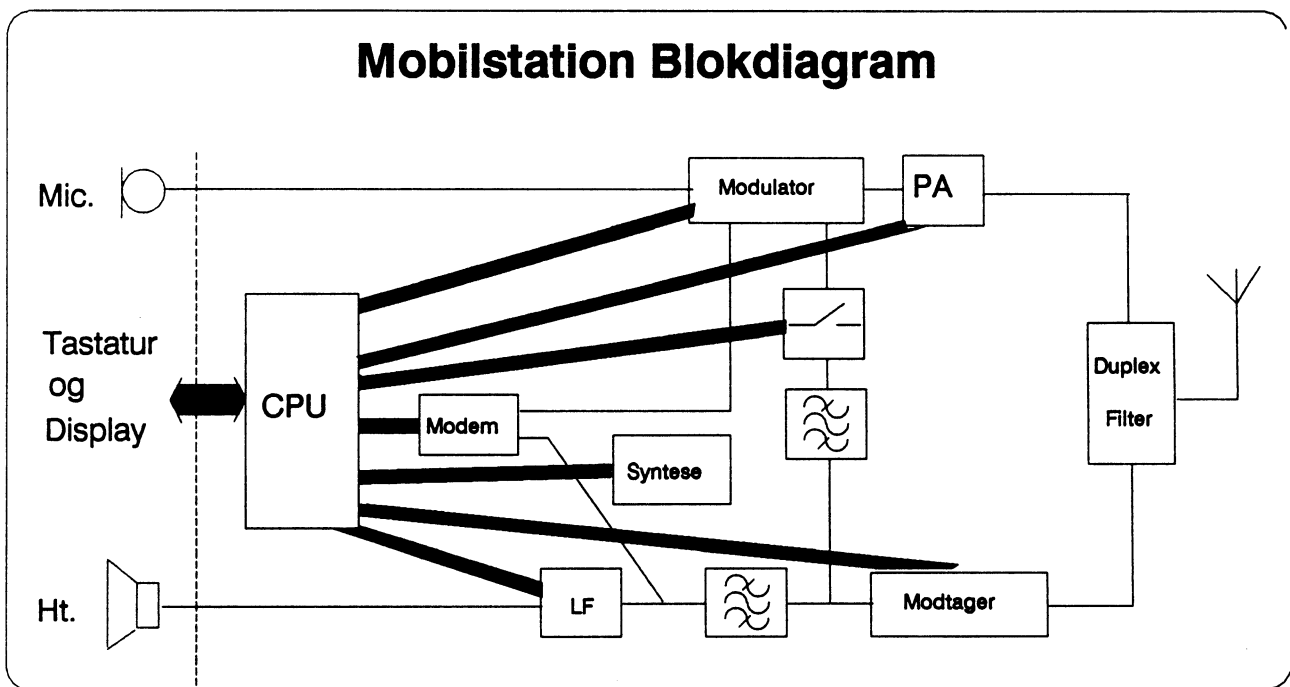 Mobilstation Blokdiagram
Mic.
Modulator
PA
Tastatur
og
Display
CPU
Modem
Syntese
Duplex
Filter
Ht.
LF
Modtager